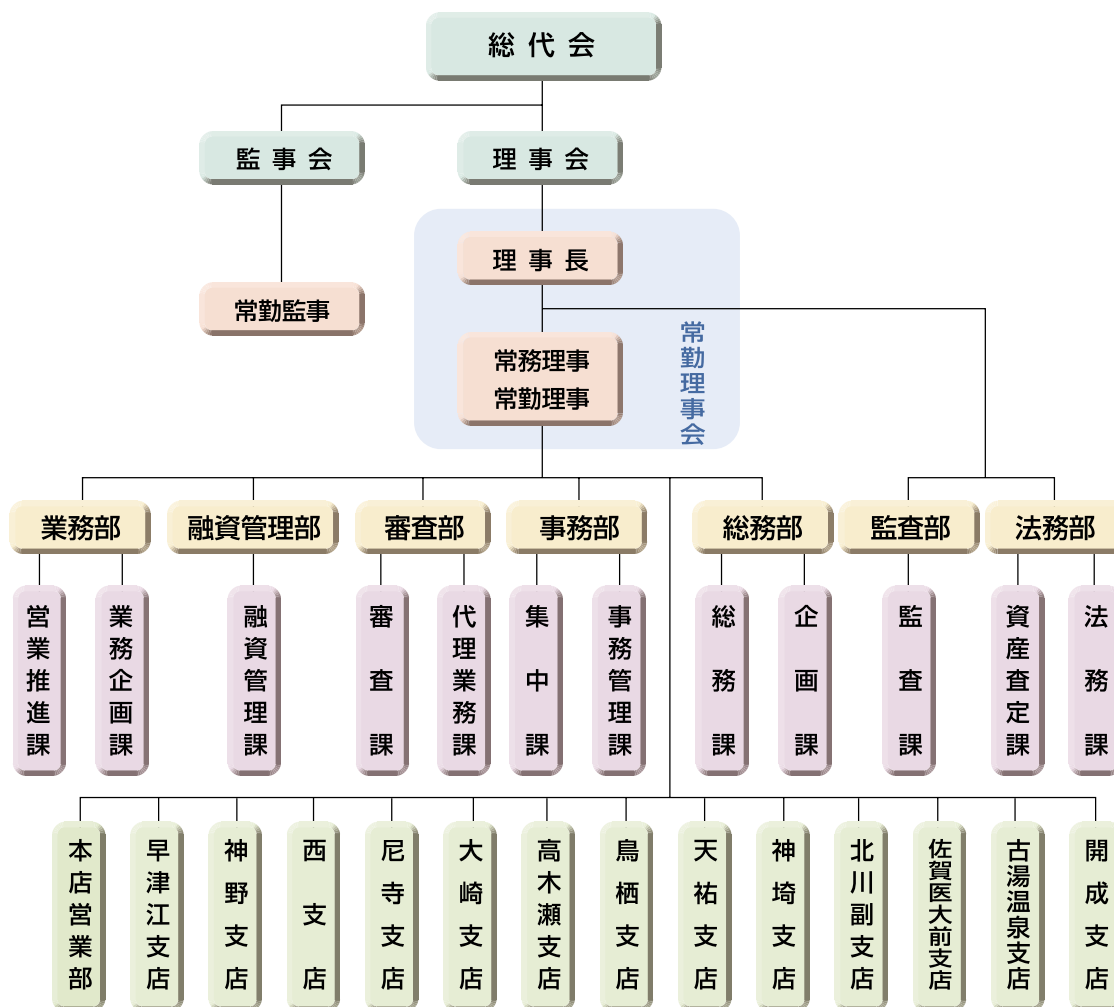 総代会
監事会
理事会
理事長
常勤監事
常務理事
常勤理事
常勤理事会
業務部
融資管理部
審査部
事務部
総務部
監査部
法務部
営業推進課
業務企画課
融資管理課
審査課
代理業務課
集中課
事務管理課
総務課
企画課
監査課
資産査定課
法務課
本店営業部
早津江支店
神野支店
西支店
尼寺支店
大崎支店
高木瀬支店
鳥栖支店
天祐支店
神埼支店
北川副支店
佐賀医大前支店
古湯温泉支店
開成支店